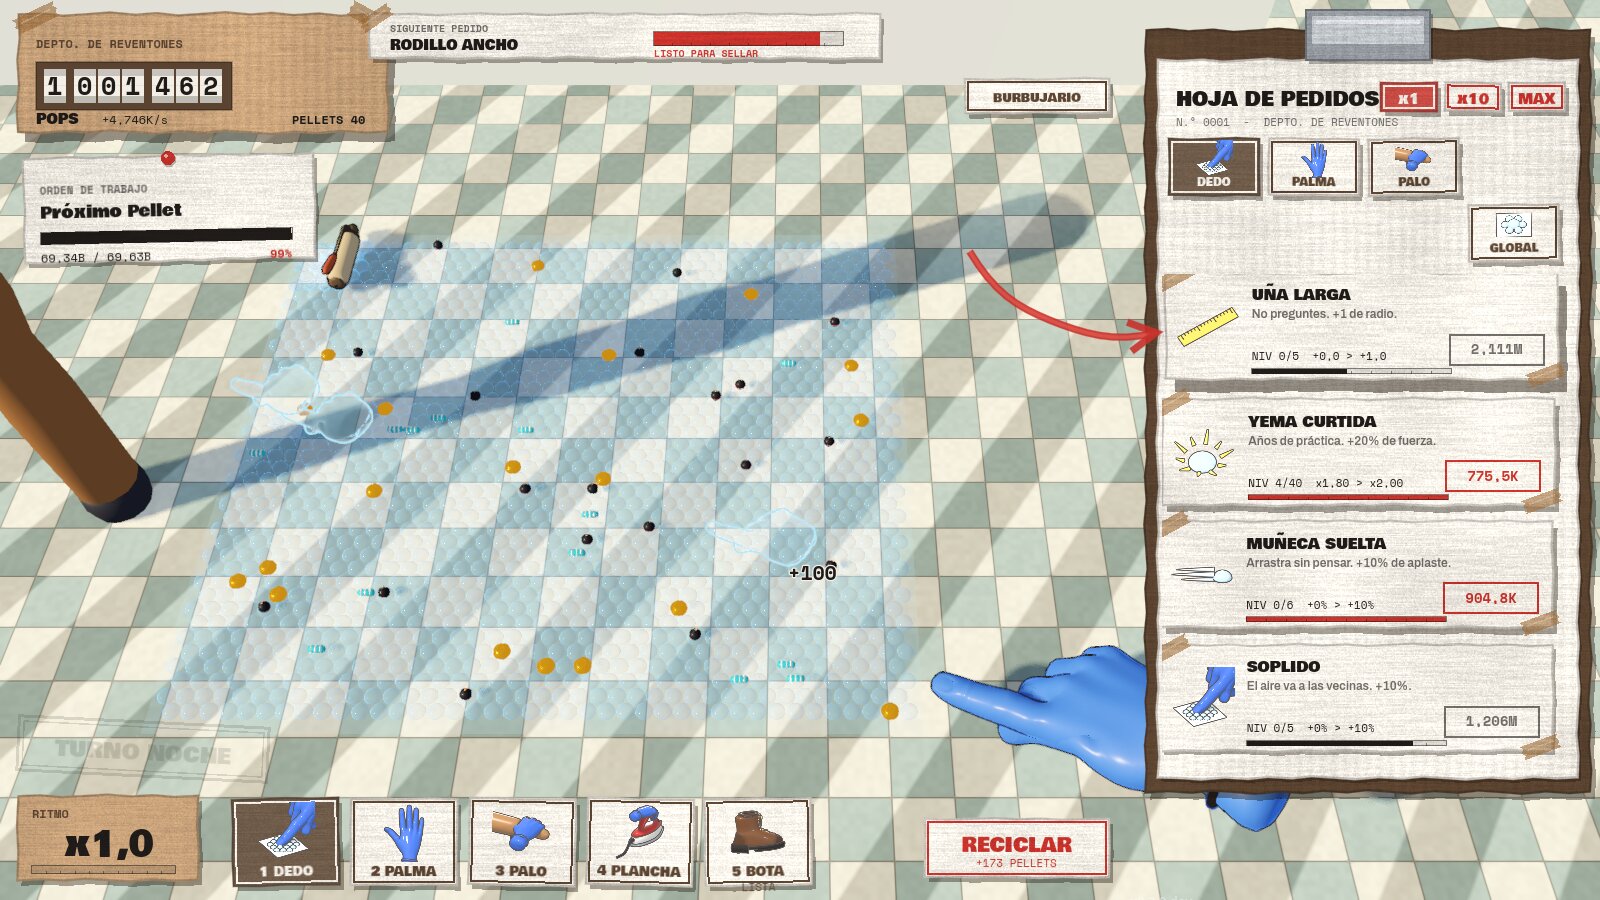 DEPTO. DE REVENTONES
1 001 462
POPS +4,746K/s PELLETS 40
SIGUIENTE PEDIDO
RODILLO ANCHO
LISTO PARA SELLAR
BURBUJARIO
ORDEN DE TRABAJO
Próximo Pellet
69,34B / 69,63B 99%
HOJA DE PEDIDOS x1 x10 MAX
N.° 0001 - DEPTO. DE REVENTONES
DEDO PALMA PALO
GLOBAL
UÑA LARGA
No preguntes. +1 de radio.
NIV 0/5 +0,0 > +1,0 2,111M
YEMA CURTIDA
Años de práctica. +20% de fuerza.
NIV 4/40 x1,80 > x2,00 775,5K
MUÑECA SUELTA
Arrastra sin pensar. +10% de aplaste.
NIV 0/6 +0% > +10% 904,8K
SOPLIDO
El aire va a las vecinas. +10%.
NIV 0/5 +0% > +10% 1,206M
+100
TURNO NOCHE
RITMO
x1,0
1 DEDO 2 PALMA 3 PALO 4 PLANCHA 5 BOTA
LISTA
RECICLAR
+173 PELLETS